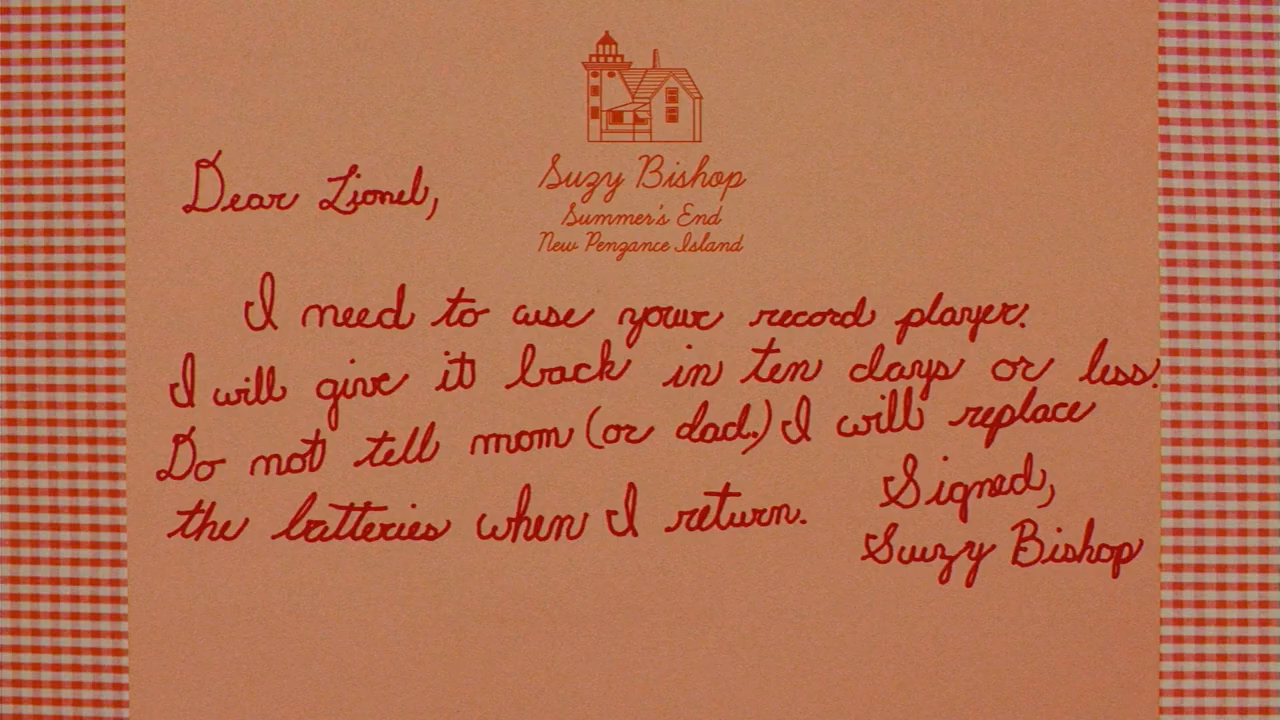 Suzy Bishop
Summer's End
New Penzance Island
Dear Lionel,
I need to use your record player.
I will give it back in ten days or less.
Do not tell mom (or dad.) I will replace
the batteries when I return.
Signed,
Suzy Bishop